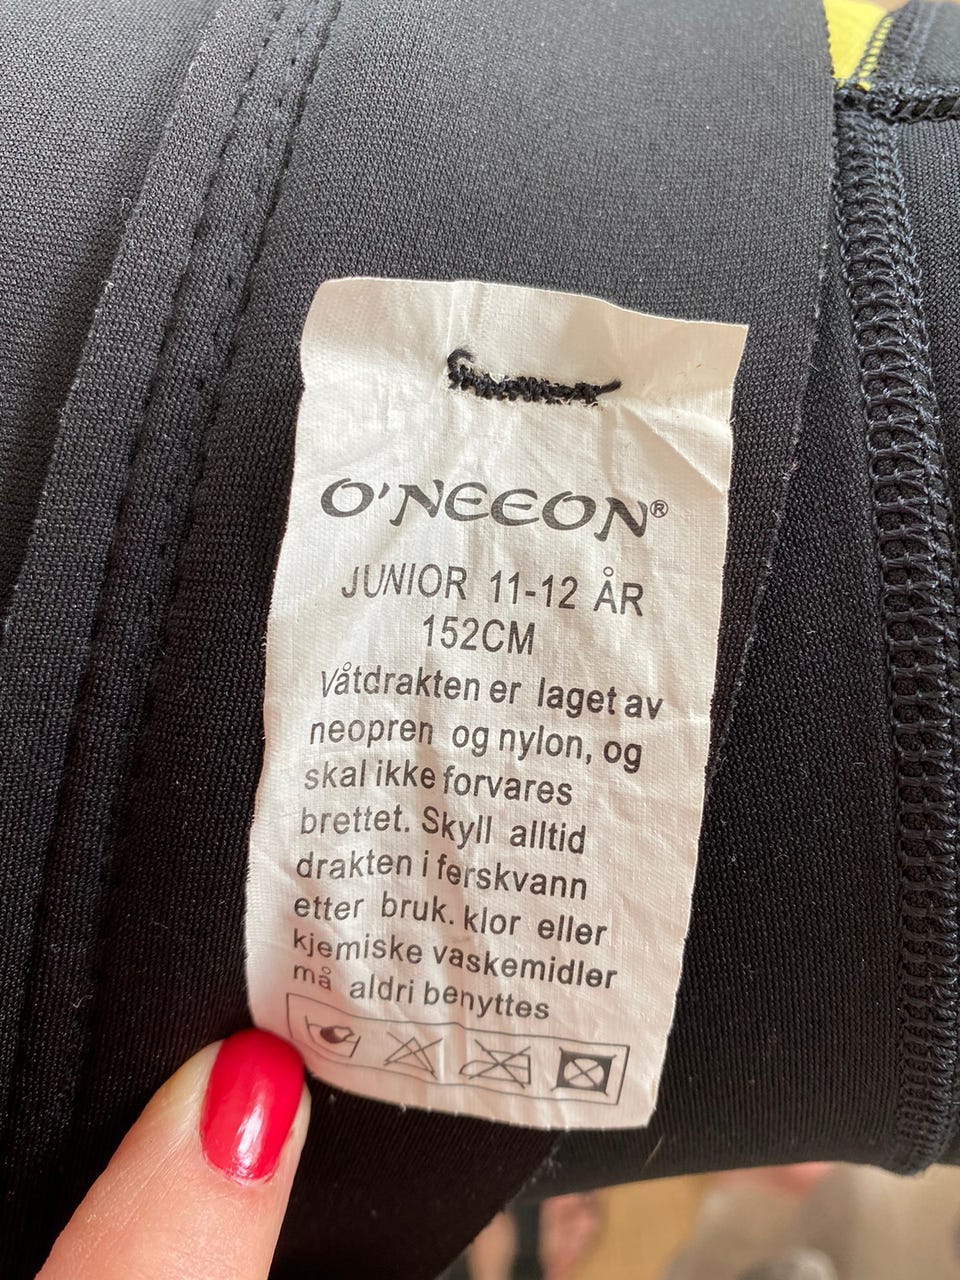 O'NEEON®
JUNIOR 11-12 ÅR
152CM
Våtdrakten er laget av
neopren og nylon, og
skal ikke forvares
brettet. Skyll alltid
drakten i ferskvann
etter bruk. klor eller
kjemiske vaskemidler
må aldri benyttes